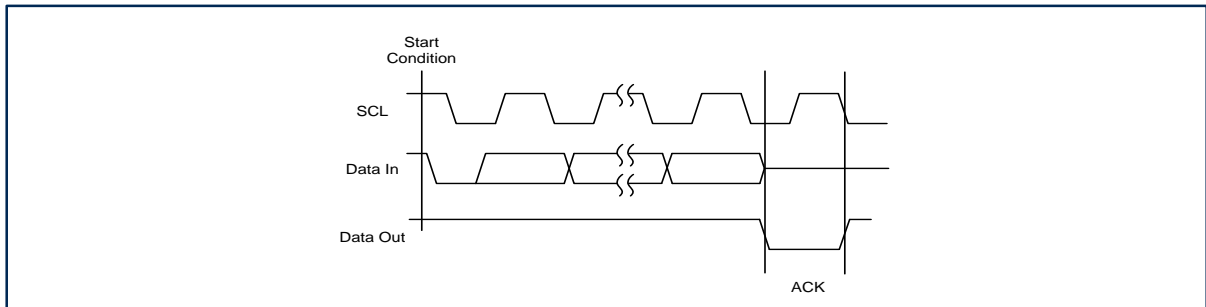 Start
Condition
SCL
Data In
Data Out
ACK